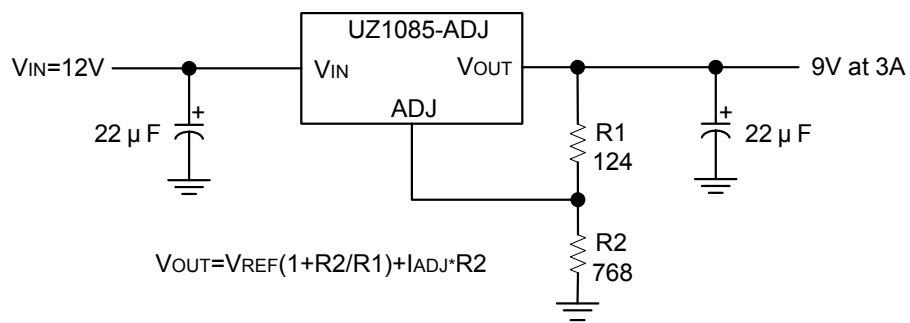 UZ1085-ADJ
VIN=12V
VIN
VOUT
9V at 3A
ADJ
22 μ F
R1
124
22 μ F
R2
768
VOUT=VREF(1+R2/R1)+IADJ*R2